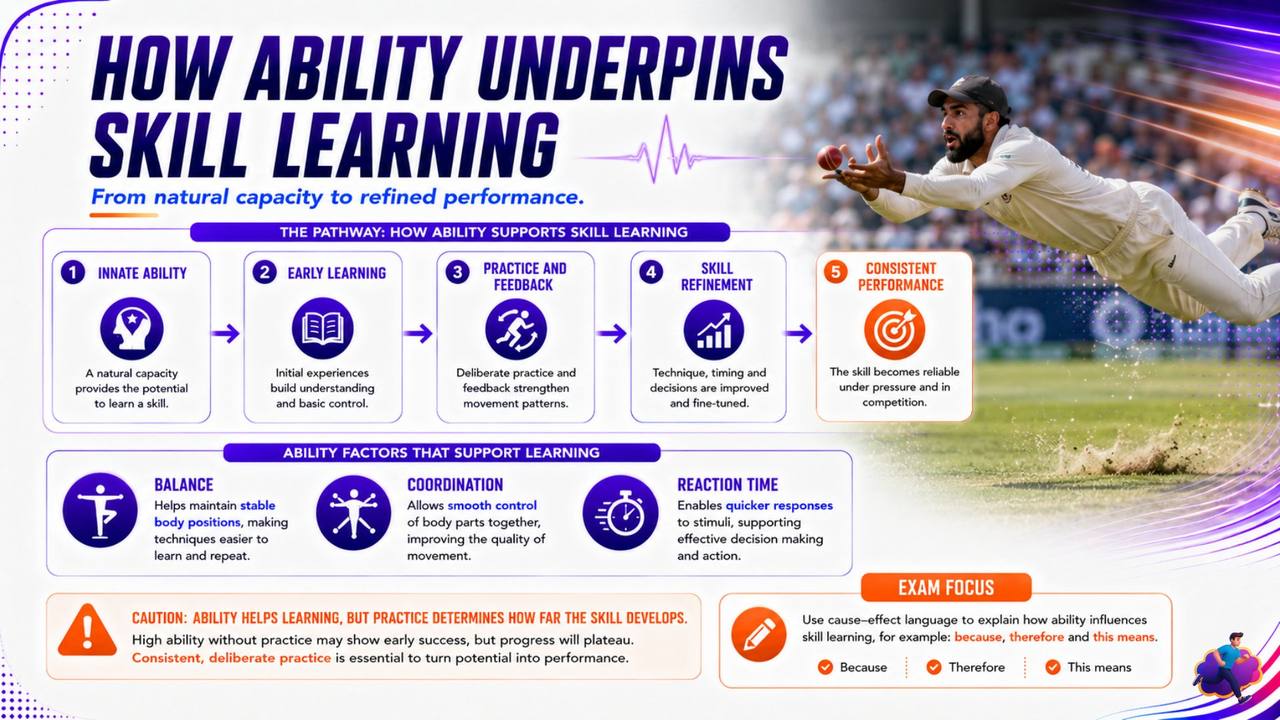 HOW ABILITY UNDERPINS
SKILL LEARNING
From natural capacity to refined performance.
THE PATHWAY: HOW ABILITY SUPPORTS SKILL LEARNING
1 INNATE ABILITY
A natural capacity
provides the potential
to learn a skill.
2 EARLY LEARNING
Initial experiences
build understanding
and basic control.
3 PRACTICE AND
FEEDBACK
Deliberate practice and
feedback strengthen
movement patterns.
4 SKILL
REFINEMENT
Technique, timing and
decisions are improved
and fine-tuned.
5 CONSISTENT
PERFORMANCE
The skill becomes reliable
under pressure and in
competition.
ABILITY FACTORS THAT SUPPORT LEARNING
BALANCE
Helps maintain stable
body positions, making
techniques easier to
learn and repeat.
COORDINATION
Allows smooth control
of body parts together,
improving the quality of
movement.
REACTION TIME
Enables quicker responses
to stimuli, supporting
effective decision making
and action.
CAUTION: ABILITY HELPS LEARNING, BUT PRACTICE DETERMINES HOW FAR THE SKILL DEVELOPS.
High ability without practice may show early success, but progress will plateau.
Consistent, deliberate practice is essential to turn potential into performance.
EXAM FOCUS
Use cause–effect language to explain how ability influences
skill learning, for example: because, therefore and this means.
Because
Therefore
This means